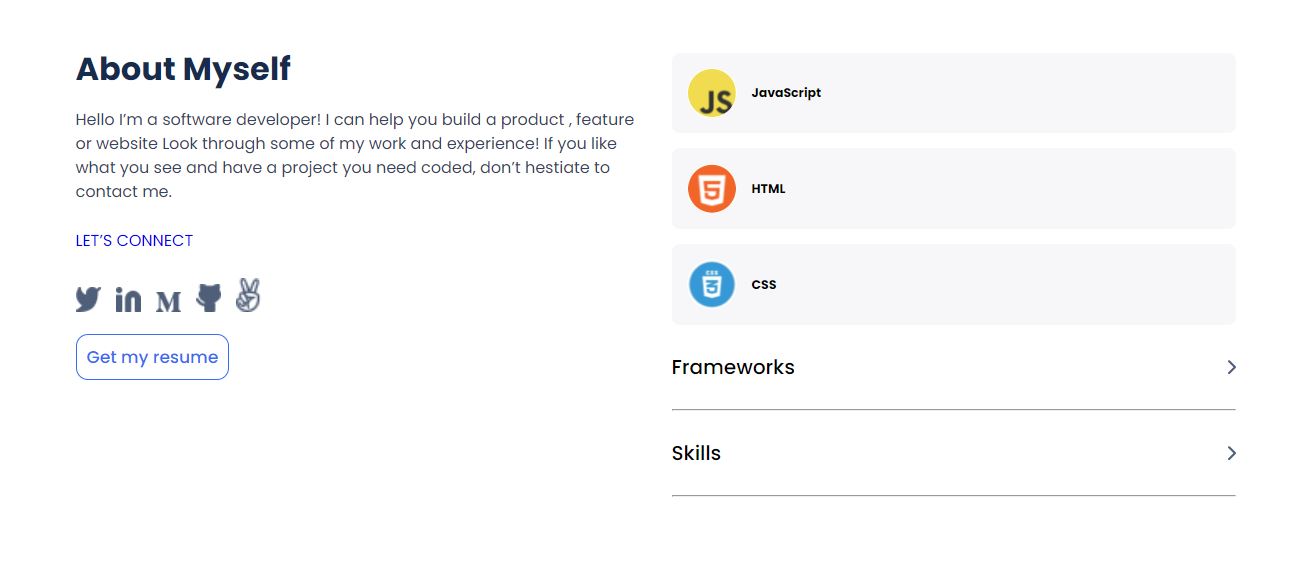 About Myself
Hello I’m a software developer! I can help you build a product , feature
or website Look through some of my work and experience! If you like
what you see and have a project you need coded, don’t hestiate to
contact me.
LET’S CONNECT
in M
Get my resume
JS JavaScript
5 HTML
CSS 3 CSS
Frameworks
Skills